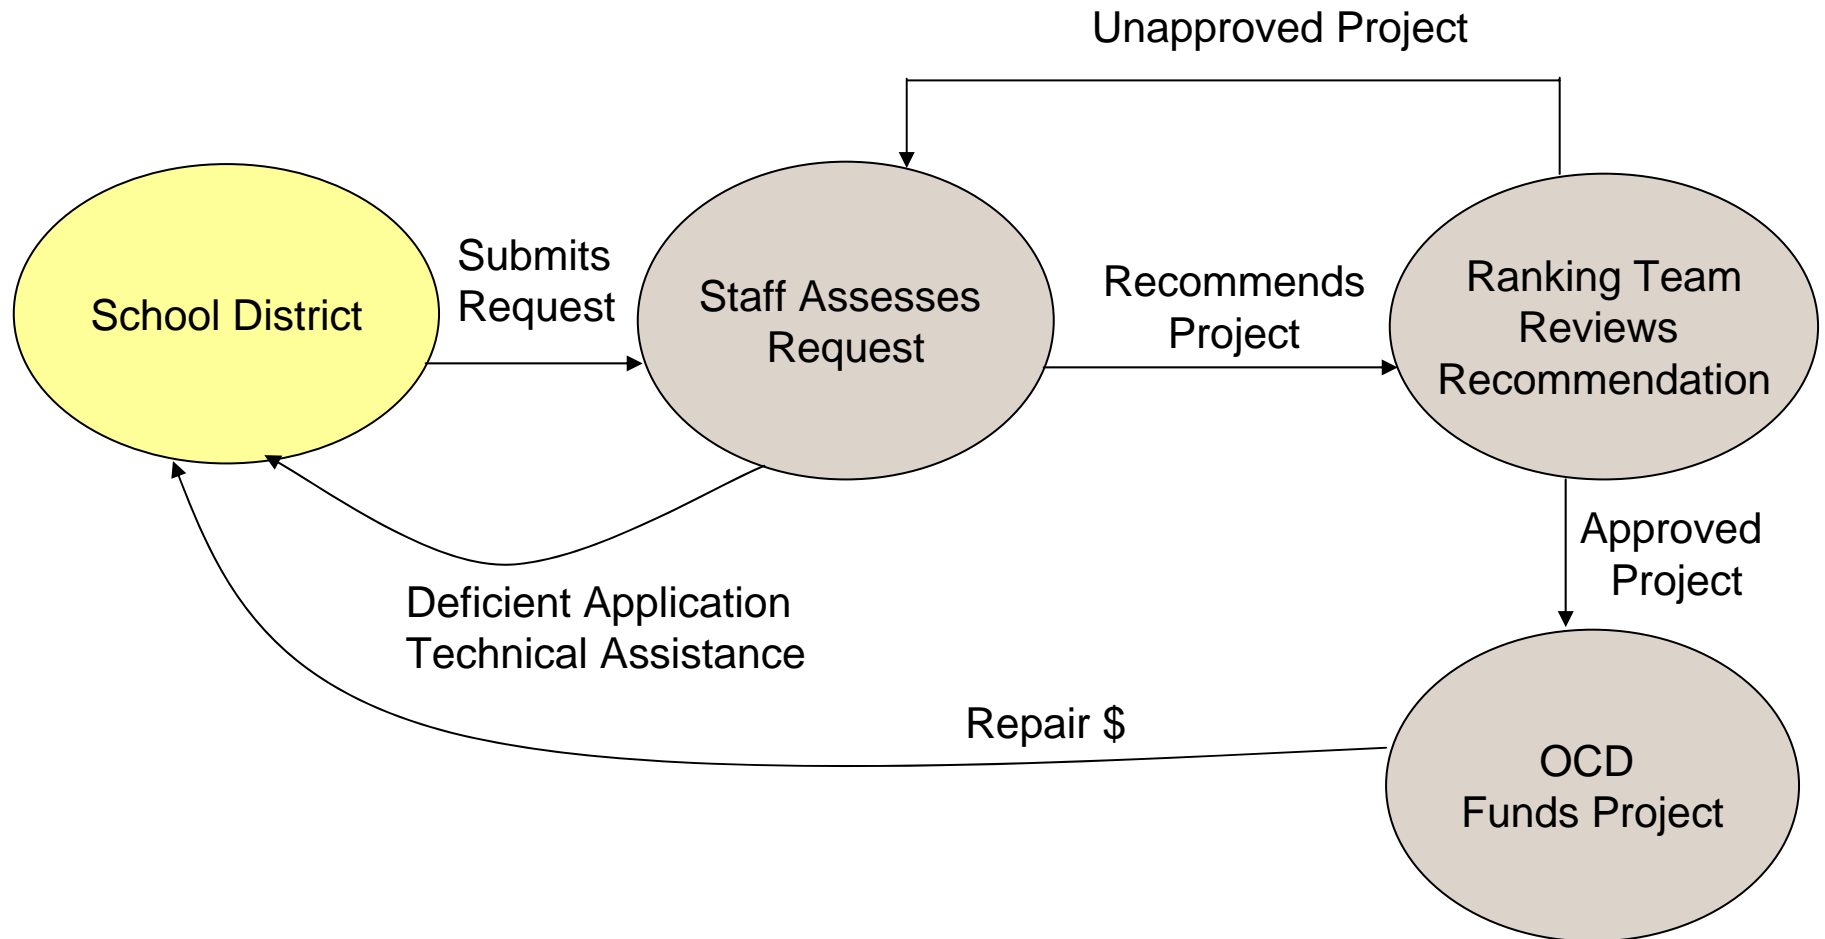 Unapproved Project
School District
Submits
Request
Staff Assesses
Request
Recommends
Project
Ranking Team
Reviews
Recommendation
Approved
Project
Deficient Application
Technical Assistance
Repair $
OCD
Funds Project